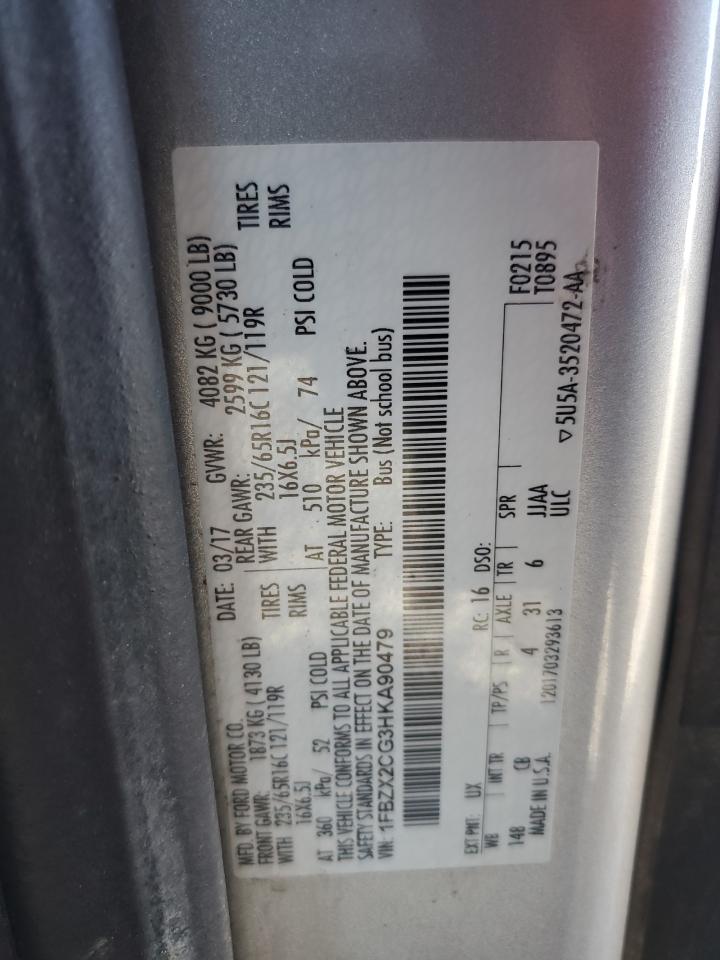 MFD. BY FORD MOTOR CO. DATE: 03/17 GVWR: 4082 KG ( 9000 LB)
FRONT GAWR: 1873 KG ( 4130 LB) REAR GAWR: 2599 KG ( 5730 LB)
WITH 235/65R16C 121/119R TIRES WITH 235/65R16C 121/119R TIRES
16X6.5J RIMS 16X6.5J RIMS
AT 360 kPa/ 52 PSI COLD AT 510 kPa/ 74 PSI COLD
THIS VEHICLE CONFORMS TO ALL APPLICABLE FEDERAL MOTOR VEHICLE
SAFETY STANDARDS IN EFFECT ON THE DATE OF MANUFACTURE SHOWN ABOVE.
VIN: 1FBZX2CG3HKA90479 TYPE: Bus (Not school bus)
EXT PNT: UX RC: 16 DSO: F0215
WB INT TR TP/PS R AXLE TR SPR T0895
148 CB 4 31 6 JJAA
MADE IN U.S.A. 1201703293613 ULC ▽5U5A-3520472-AA